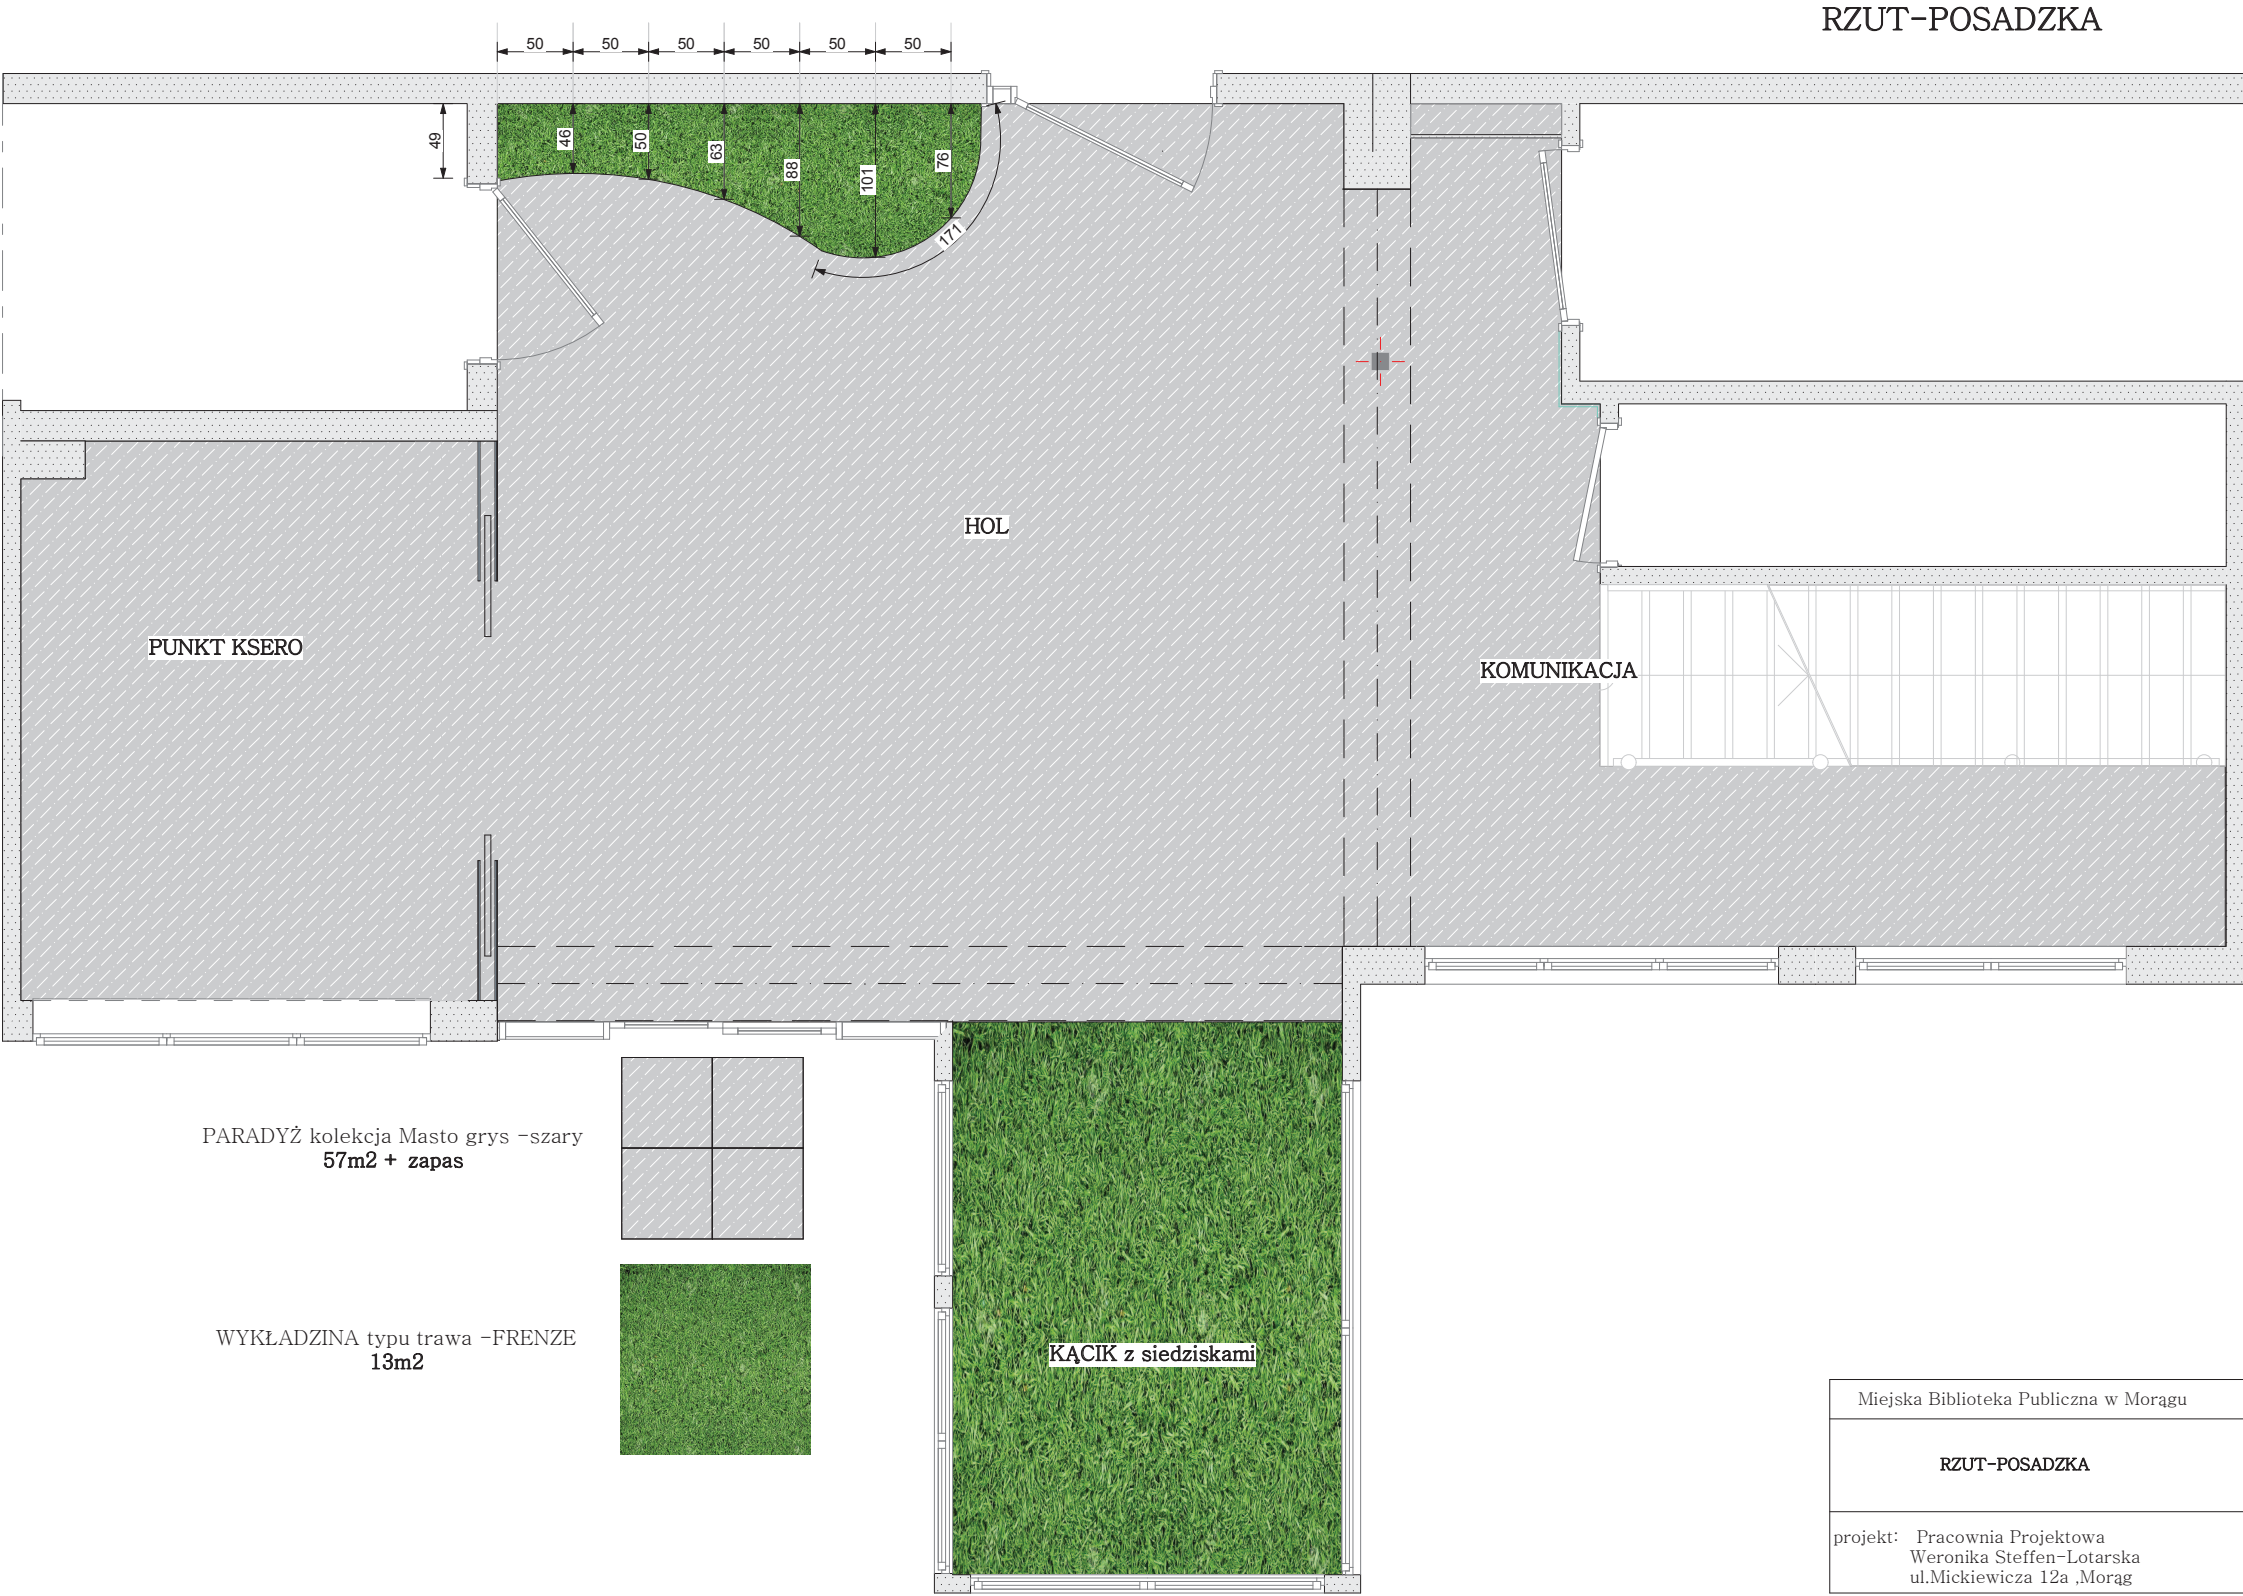 RZUT-POSADZKA
50 50 50 50 50 50
49 46 50 63 88 101 76
171
HOL
PUNKT KSERO
KOMUNIKACJA
PARADYŻ kolekcja Masto grys -szary
57m2 + zapas
WYKŁADZINA typu trawa -FRENZE
13m2
KĄCIK z siedziskami
Miejska Biblioteka Publiczna w Morągu
RZUT-POSADZKA
projekt: Pracownia Projektowa
Weronika Steffen-Lotarska
ul.Mickiewicza 12a ,Morąg